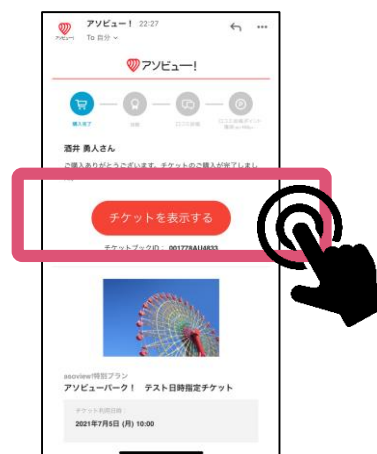 アソビュー! 22:27
To 自分
アソビュー!
購入完了
酒井 勇人さん
ご購入ありがとうございます。チケットのご購入が完了しまし
チケットを表示する
チケットブックID: 001778AU4833
asoview!特別プラン
アソビューパーク! テスト日時指定チケット
チケット利用日時
2021年7月5日 (月) 10:00